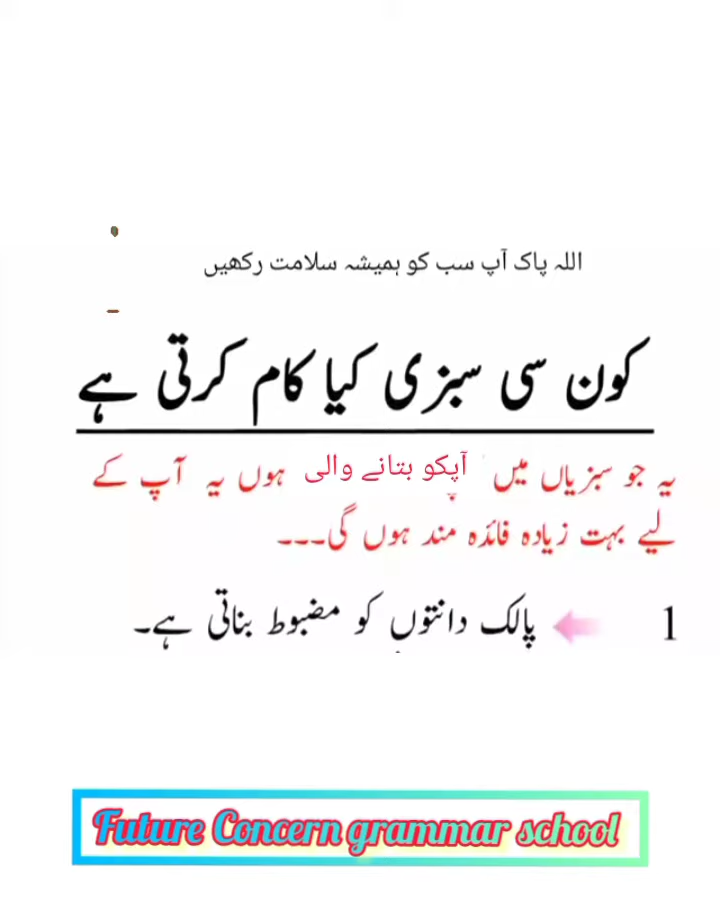 اللہ پاک آپ سب کو ہمیشہ سلامت رکھیں
کون سی سبزی کیا کام کرتی ہے
یہ جو سبزیاں میں آپکو بتانے والی ہوں یہ آپ کے
لیے بہت زیادہ فائدہ مند ہوں گی۔۔۔
1 پالک دانتوں کو مضبوط بناتی ہے۔
Future Concern grammar school